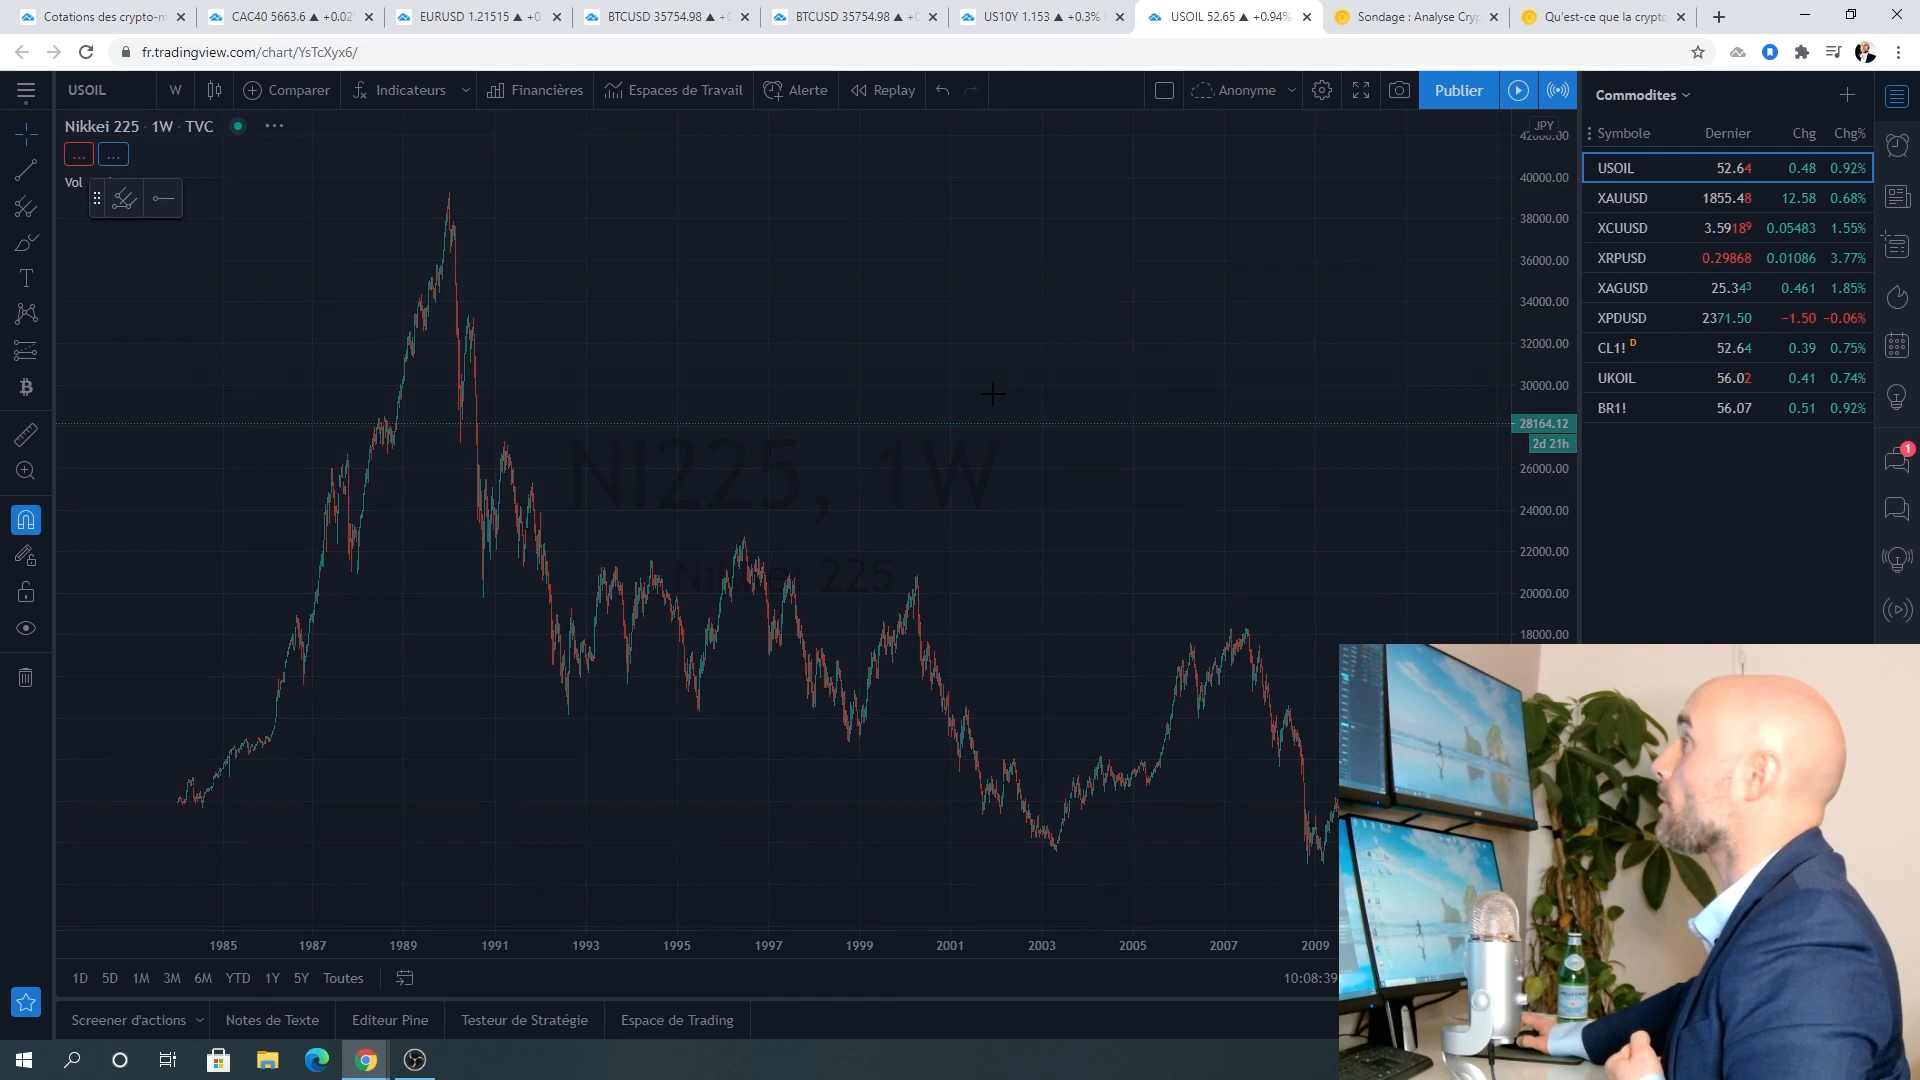 Cotations des crypto-m
CAC40 5663.6 ▲ +0.02
EURUSD 1.21515 ▲ +0
BTCUSD 35754.98 ▲ +0
BTCUSD 35754.98 ▲ +0
US10Y 1.153 ▲ +0.3%
USOIL 52.65 ▲ +0.94%
Sondage : Analyse Cryp
Qu'est-ce que la crypto
fr.tradingview.com/chart/YsTcXyx6/
USOIL
W
Comparer
Indicateurs
Financières
Espaces de Travail
Alerte
Replay
Anonyme
Publier
Commodites
Nikkei 225 · 1W · TVC
Vol
Symbole Dernier Chg Chg%
USOIL 52.64 0.48 0.92%
XAUUSD 1855.48 12.58 0.68%
XCUUSD 3.59189 0.05483 1.55%
XRPUSD 0.29868 0.01086 3.77%
XAGUSD 25.343 0.461 1.85%
XPDUSD 2371.50 −1.50 −0.06%
CL1! D 52.64 0.39 0.75%
UKOIL 56.02 0.41 0.74%
BR1! 56.07 0.51 0.92%
1
JPY
42000.00
40000.00
38000.00
36000.00
34000.00
32000.00
30000.00
28164.12
2d 21h
26000.00
24000.00
22000.00
20000.00
18000.00
NI225, 1W
Nikkei 225
1985 1987 1989 1991 1993 1995 1997 1999 2001 2003 2005 2007 2009
1D 5D 1M 3M 6M YTD 1Y 5Y Toutes
10:08:39
Screener d'actions
Notes de Texte
Editeur Pine
Testeur de Stratégie
Espace de Trading